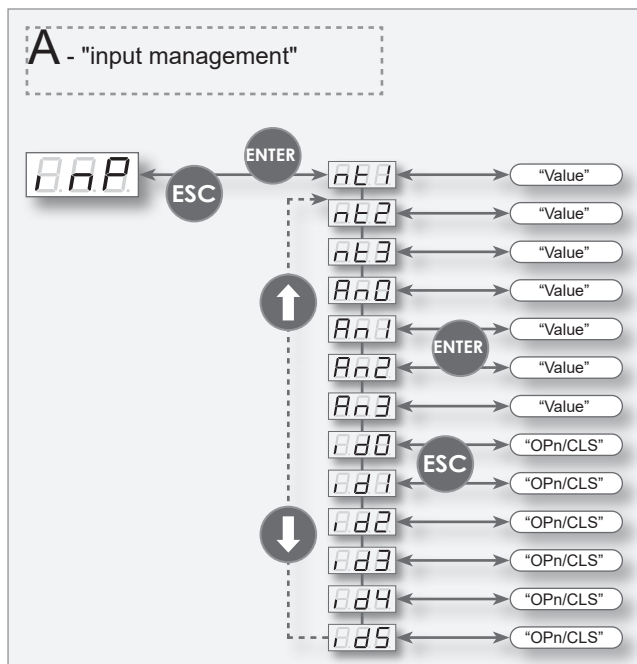 A - "input management"
inP
ENTER
ESC
nt1 "Value"
nt2 "Value"
nt3 "Value"
An0 "Value"
An1 "Value"
ENTER
An2 "Value"
An3 "Value"
id0 "OPn/CLS"
ESC
id1 "OPn/CLS"
id2 "OPn/CLS"
id3 "OPn/CLS"
id4 "OPn/CLS"
id5 "OPn/CLS"